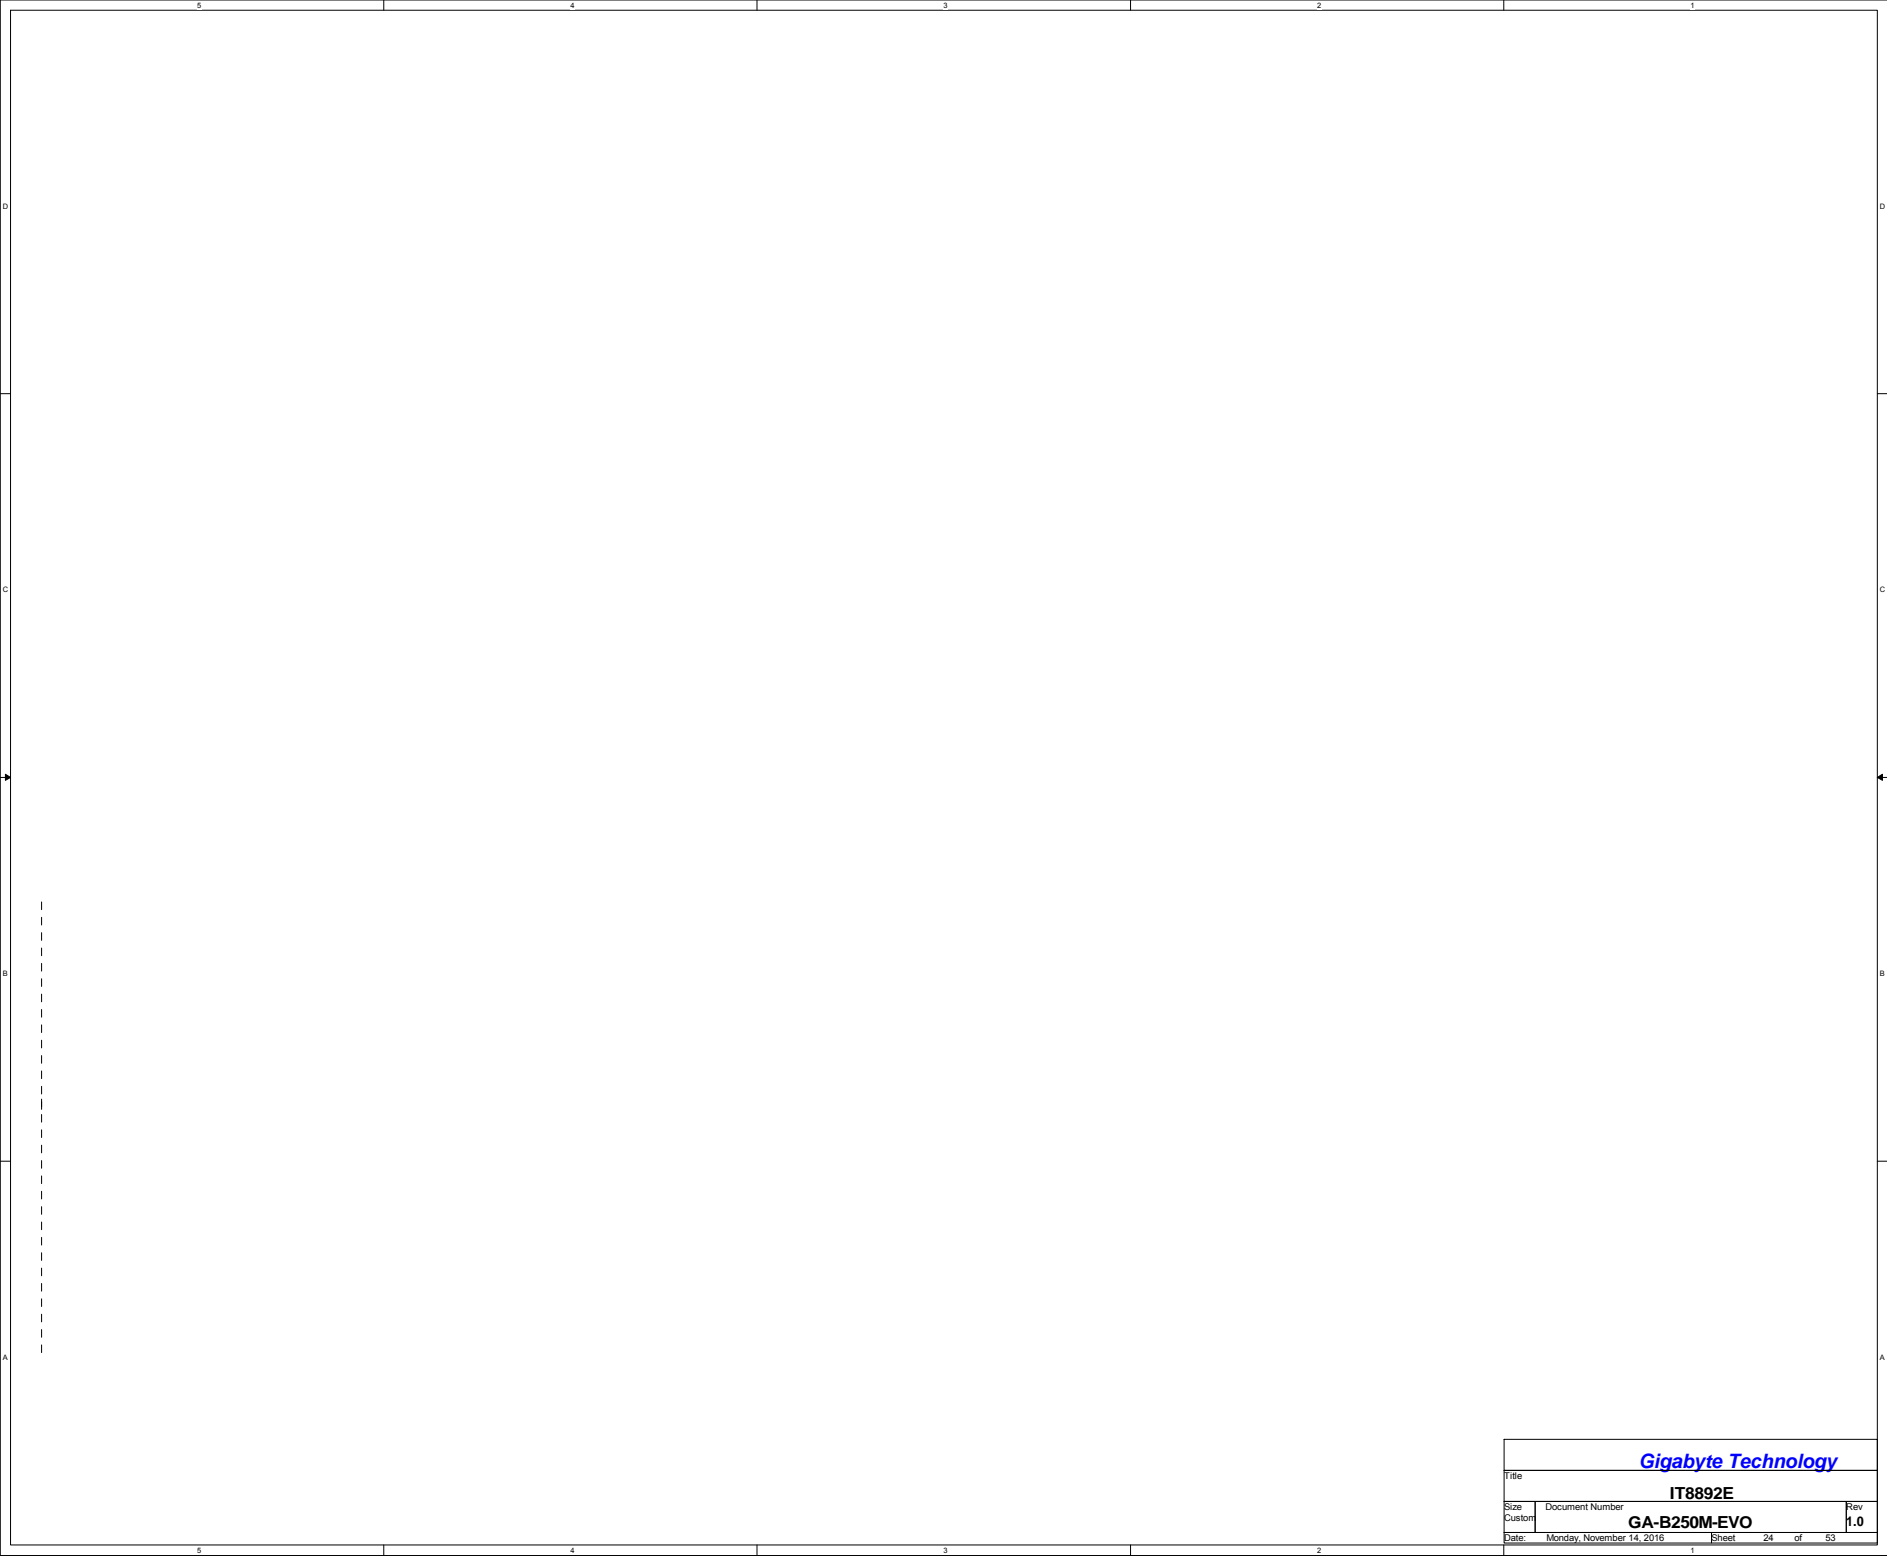 5 4 3 2 1
D D
C C
B B
A A
Gigabyte Technology
Title
IT8892E
Size Document Number Rev
Custom GA-B250M-EVO 1.0
Date: Monday, November 14, 2016 Sheet 24 of 53
5 4 3 2 1